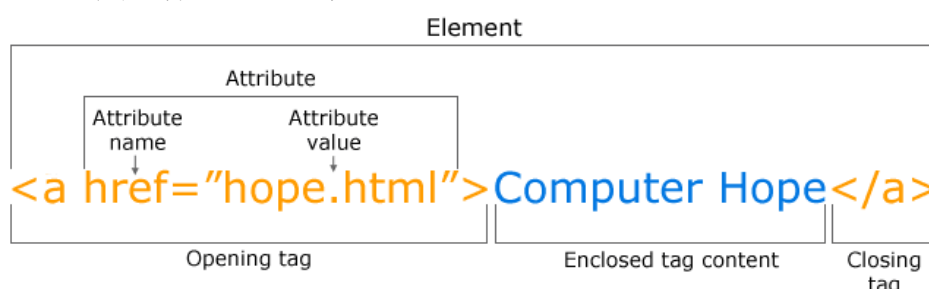 Element
Attribute
Attribute name
Attribute value
<a href=”hope.html”>Computer Hope</a>
Opening tag
Enclosed tag content
Closing tag